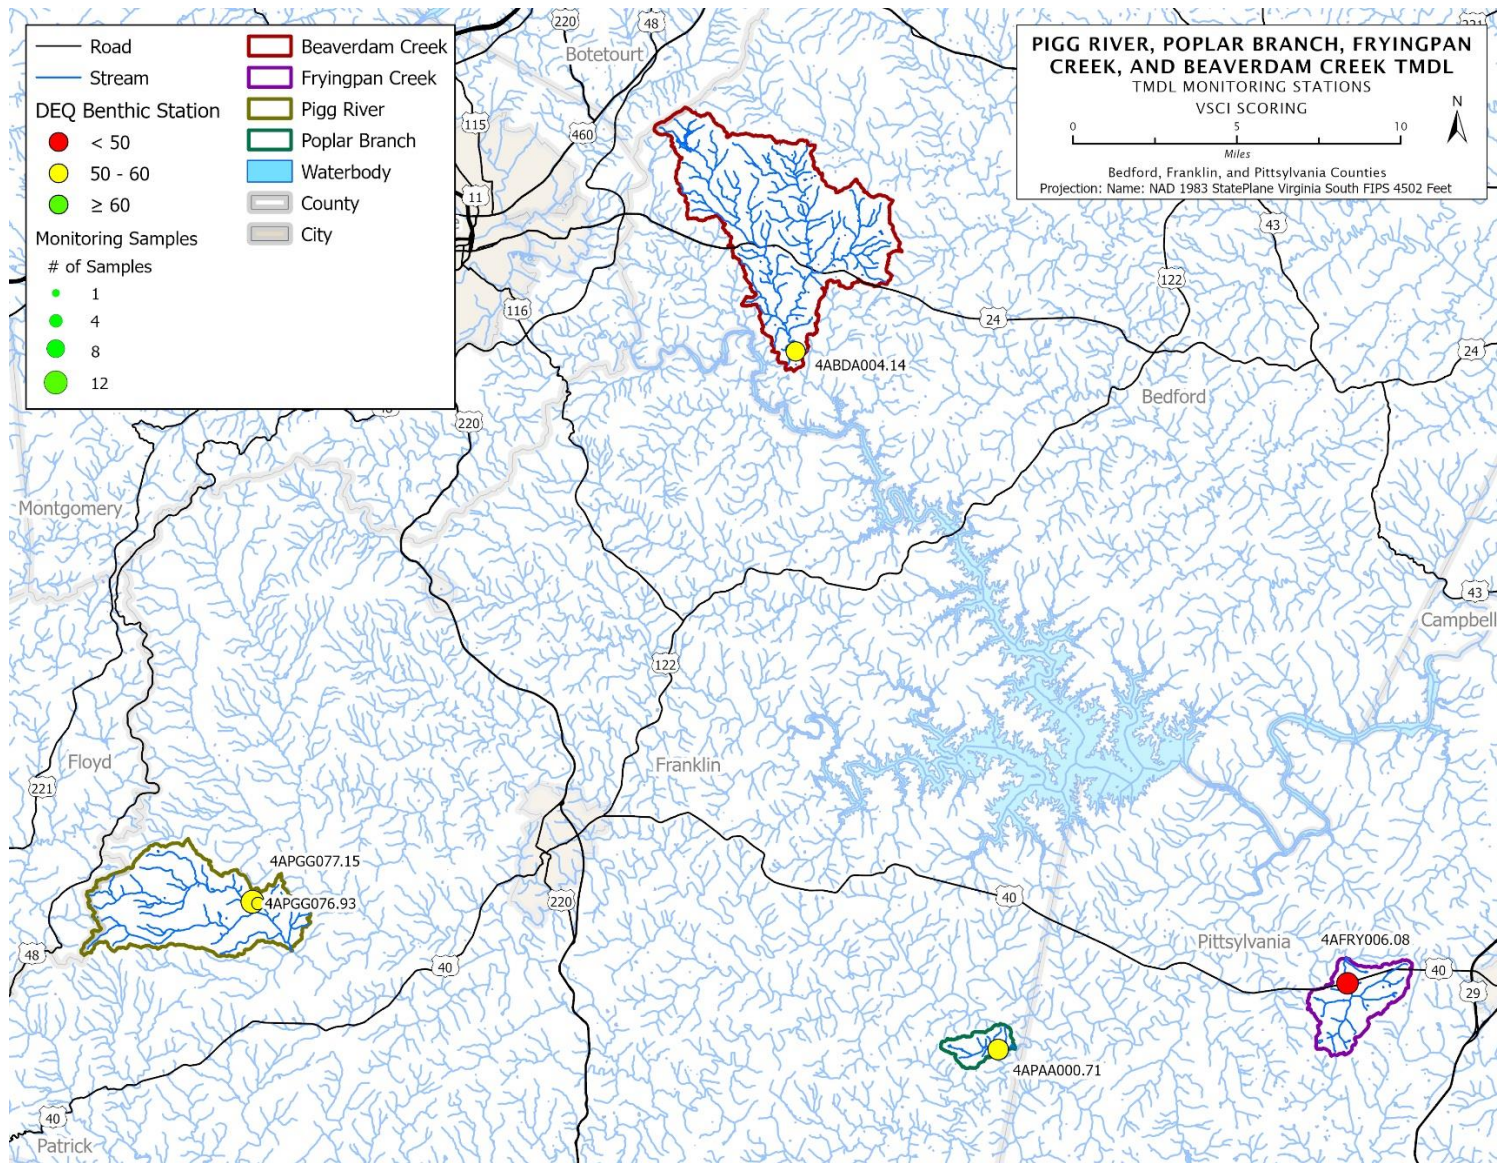 Road
Stream
DEQ Benthic Station
< 50
50 - 60
≥ 60
Monitoring Samples
# of Samples
1
4
8
12
Beaverdam Creek
Fryingpan Creek
Pigg River
Poplar Branch
Waterbody
County
City
PIGG RIVER, POPLAR BRANCH, FRYINGPAN
CREEK, AND BEAVERDAM CREEK TMDL
TMDL MONITORING STATIONS
VSCI SCORING
N
0 5 10
Miles
Bedford, Franklin, and Pittsylvania Counties
Projection: Name: NAD 1983 StatePlane Virginia South FIPS 4502 Feet
220
48
Botetourt
115
460
11
43
122
116
24
24
4ABDA004.14
Bedford
220
Montgomery
43
Campbell
122
Floyd
Franklin
221
4APGG077.15
4APGG076.93
220
40
48
40
Pittsylvania
4AFRY006.08
40
29
4APAA000.71
40
Patrick